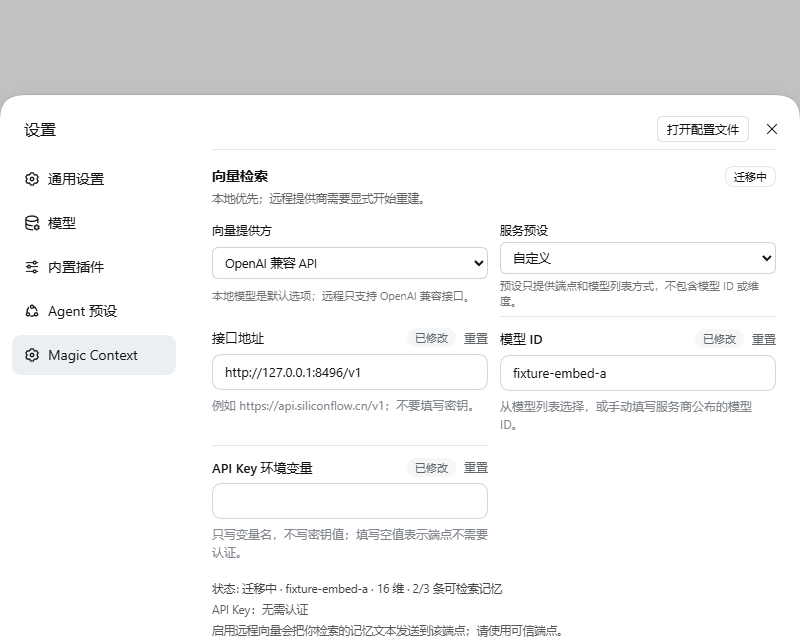 设置
打开配置文件
通用设置
模型
内置插件
Agent 预设
Magic Context
向量检索
迁移中
本地优先；远程提供商需要显式开始重建。
向量提供方
OpenAI 兼容 API
本地模型是默认选项；远程只支持 OpenAI 兼容接口。
服务预设
自定义
预设只提供端点和模型列表方式，不包含模型 ID 或维
度。
接口地址
已修改
重置
http://127.0.0.1:8496/v1
例如 https://api.siliconflow.cn/v1；不要填写密钥。
模型 ID
已修改
重置
fixture-embed-a
从模型列表选择，或手动填写服务商公布的模型
ID。
API Key 环境变量
已修改
重置
只写变量名，不写密钥值；填写空值表示端点不需要
认证。
状态: 迁移中 · fixture-embed-a · 16 维 · 2/3 条可检索记忆
API Key：无需认证
启用远程向量会把你检索的记忆文本发送到该端点；请使用可信端点。